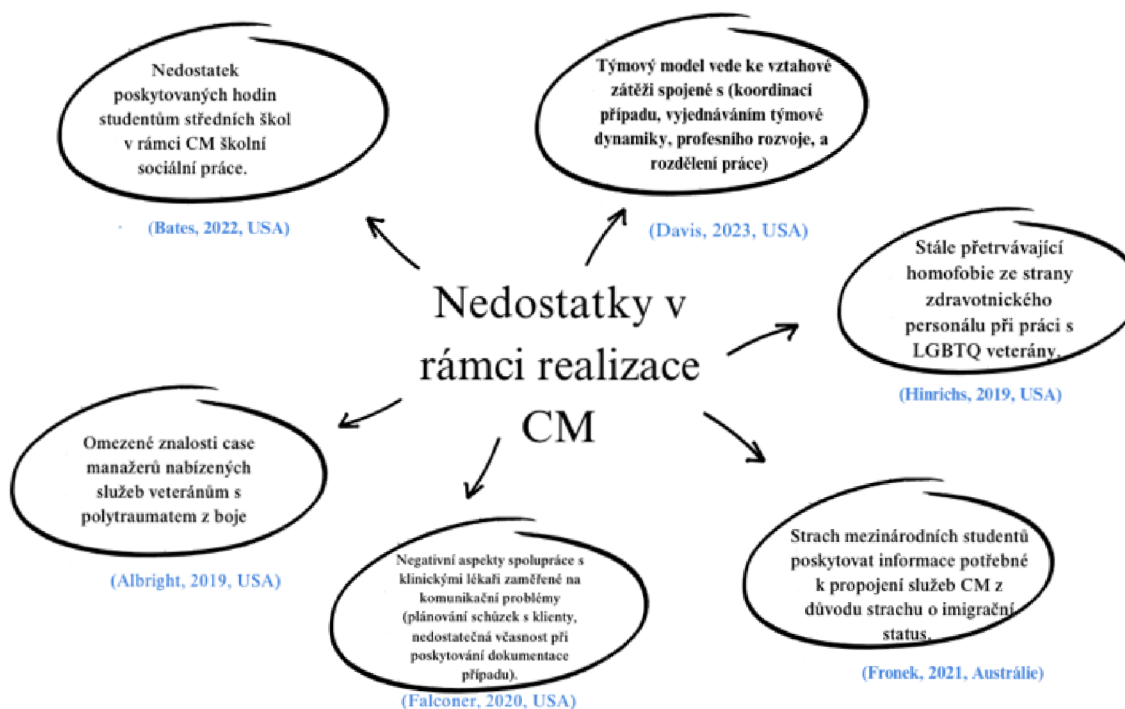 Nedostatek
poskytovaných hodin
studentům středních škol
v rámci CM školní
sociální práce.
(Bates, 2022, USA)
Týmový model vede ke vztahové
zátěži spojené s (koordinací
případu, vyjednáváním týmové
dynamiky, profesního rozvoje, a
rozdělení práce)
(Davis, 2023, USA)
Stále přetrvávající
homofobie ze strany
zdravotnického
personálu při práci s
LGBTQ veterány.
(Hinrichs, 2019, USA)
Nedostatky v
rámci realizace
CM
Omezené znalosti case
manažerů nabízených
služeb veteránům s
polytraumatem z boje
(Albright, 2019, USA)
Negativní aspekty spolupráce s
klinickými lékaři zaměřené na
komunikační problémy
(plánování schůzek s klienty,
nedostatečná včasnost při
poskytování dokumentace
případu).
(Falconer, 2020, USA)
Strach mezinárodních studentů
poskytovat informace potřebné
k propojení služeb CM z
důvodu strachu o imigrační
status.
(Fronek, 2021, Austrálie)